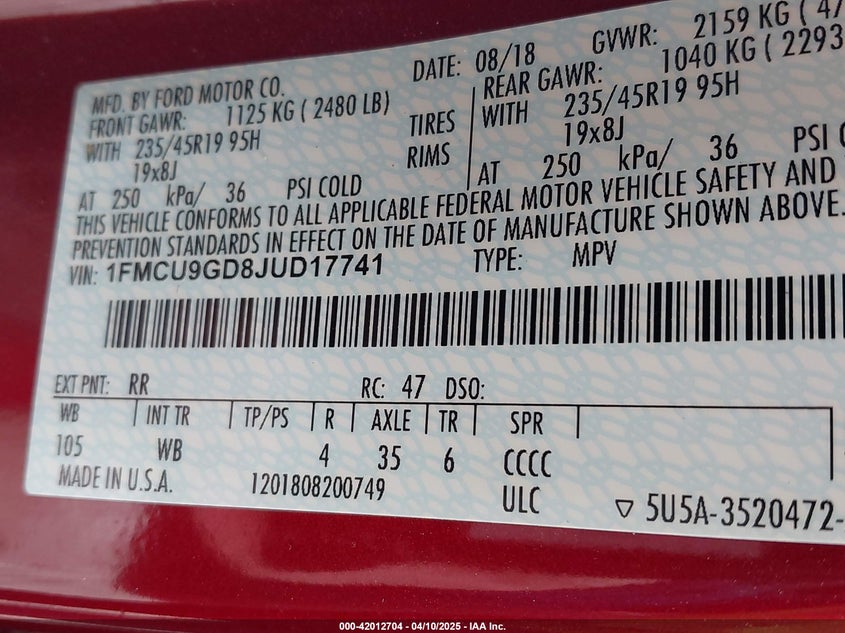 MFD. BY FORD MOTOR CO.
DATE: 08/18
GVWR: 2159 KG (
FRONT GAWR: 1125 KG ( 2480 LB)
REAR GAWR: 1040 KG ( 2293
WITH 235/45R19 95H TIRES
WITH 235/45R19 95H
19x8J RIMS
19x8J
AT 250 kPa/ 36 PSI COLD
AT 250 kPa/ 36 PSI
THIS VEHICLE CONFORMS TO ALL APPLICABLE FEDERAL MOTOR VEHICLE SAFETY AND
PREVENTION STANDARDS IN EFFECT ON THE DATE OF MANUFACTURE SHOWN ABOVE.
VIN: 1FMCU9GD8JUD17741 TYPE: MPV
EXT PNT: RR RC: 47 DSO:
WB INT TR TP/PS R AXLE TR SPR
105 WB 4 35 6 CCCC
MADE IN U.S.A. 1201808200749 ULC
5U5A-3520472-
000-42012704 - 04/10/2025 - IAA Inc.